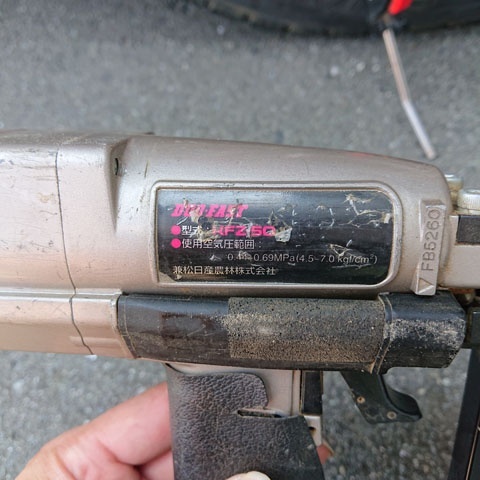 DUO-FAST
●型式
●使用空気圧範囲
0.44~0.69MPa(4.5~7.0kgf/cm²)
兼松日産農林株式会社
FB5260